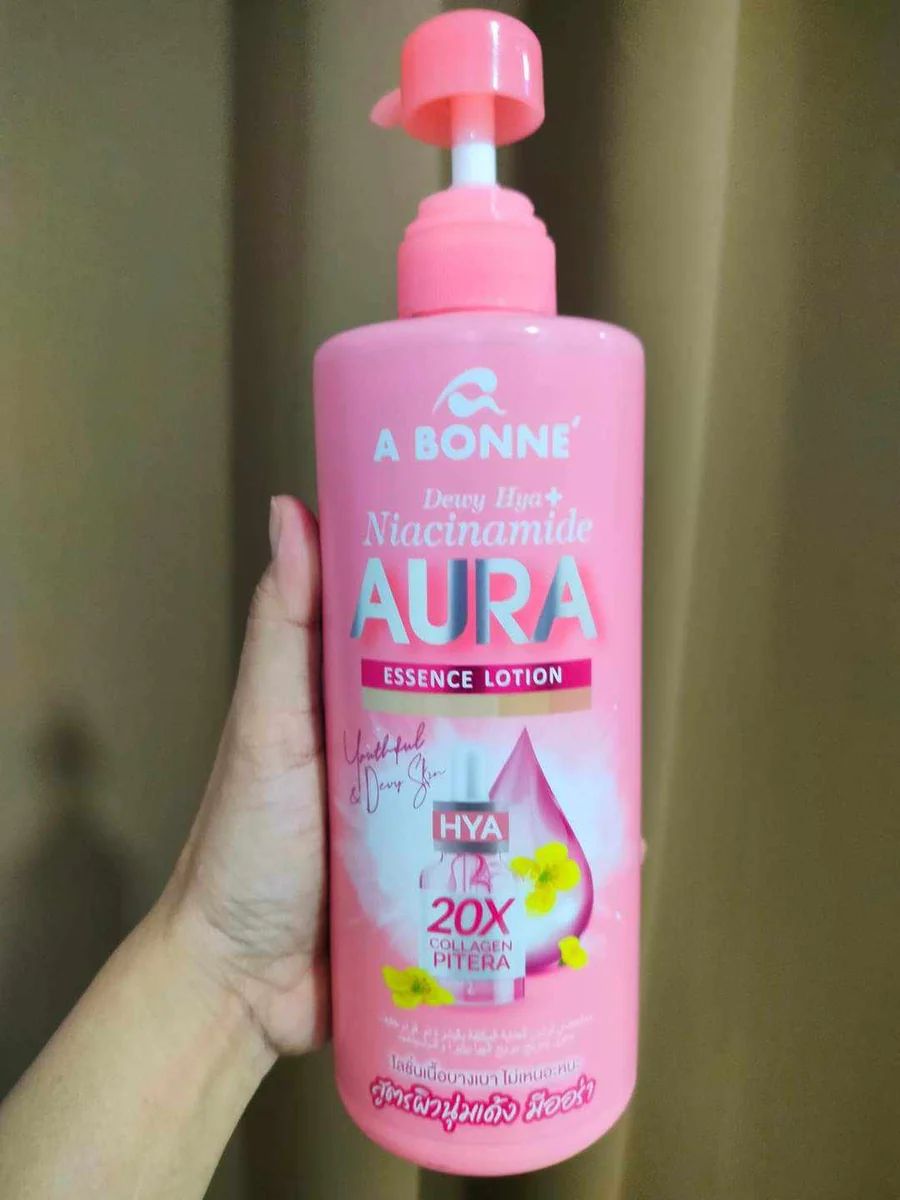 A BONNE´
Dewy Hya+
Niacinamide
AURA
ESSENCE LOTION
Youthful
& Dewy Skin
HYA
20X
COLLAGEN
PITERA
โลชั่นเนื้อบางเบา ไม่เหนอะหนะ
สูตรผิวนุ่มเด้ง มีออร่า